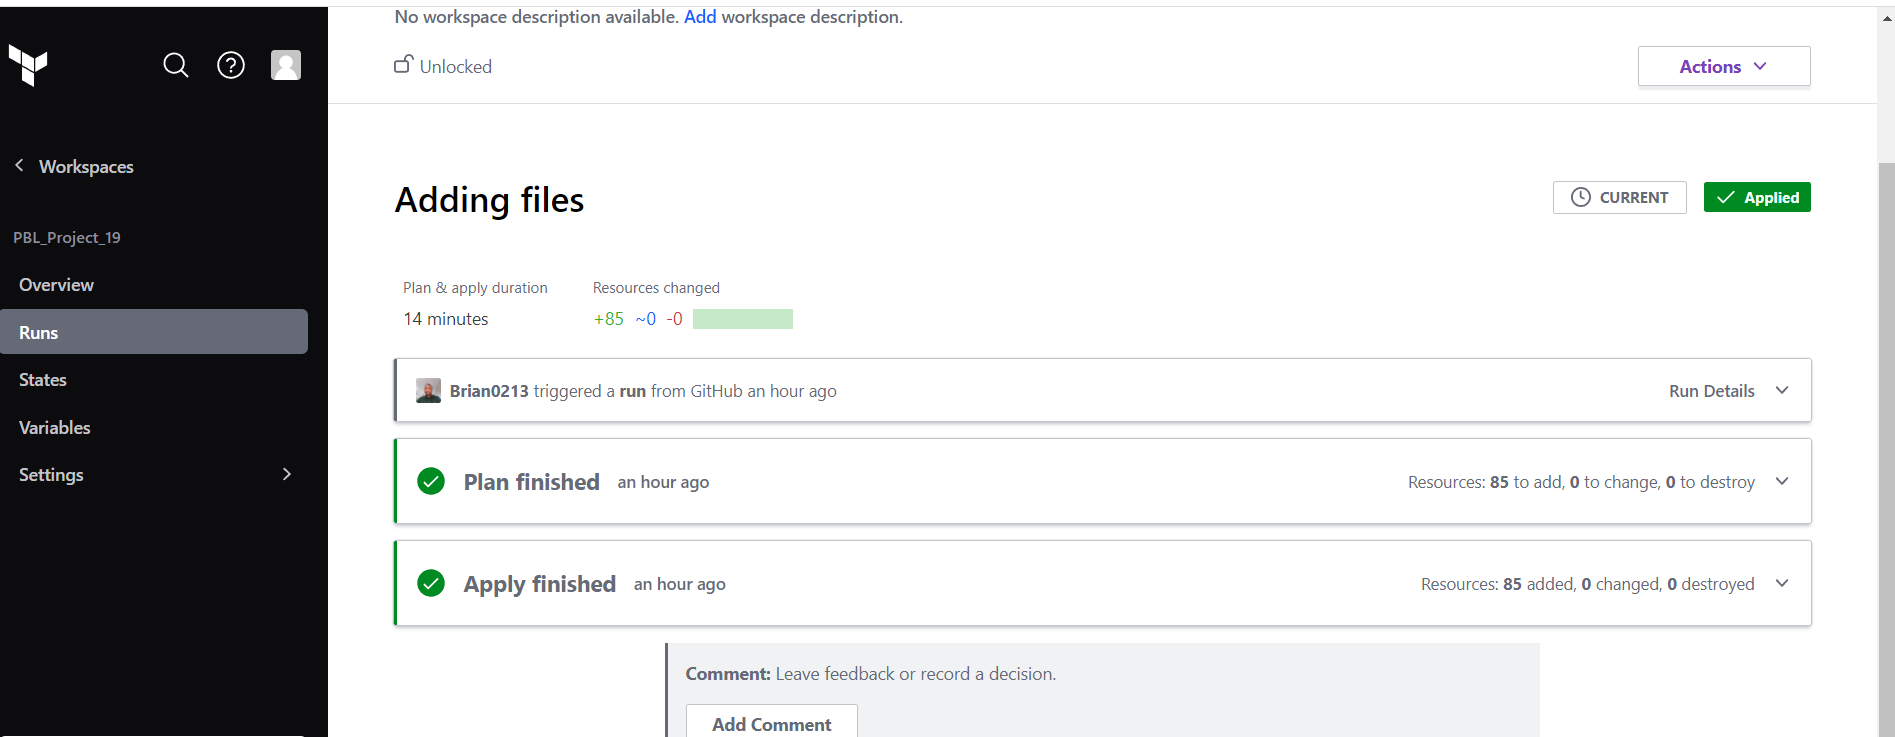 No workspace description available. Add workspace description.
Unlocked
Actions
Workspaces
PBL_Project_19
Overview
Runs
States
Variables
Settings
Adding files
CURRENT
Applied
Plan & apply duration
Resources changed
14 minutes
+85 ~0 -0
Brian0213 triggered a run from GitHub an hour ago
Run Details
Plan finished an hour ago
Resources: 85 to add, 0 to change, 0 to destroy
Apply finished an hour ago
Resources: 85 added, 0 changed, 0 destroyed
Comment: Leave feedback or record a decision.
Add Comment